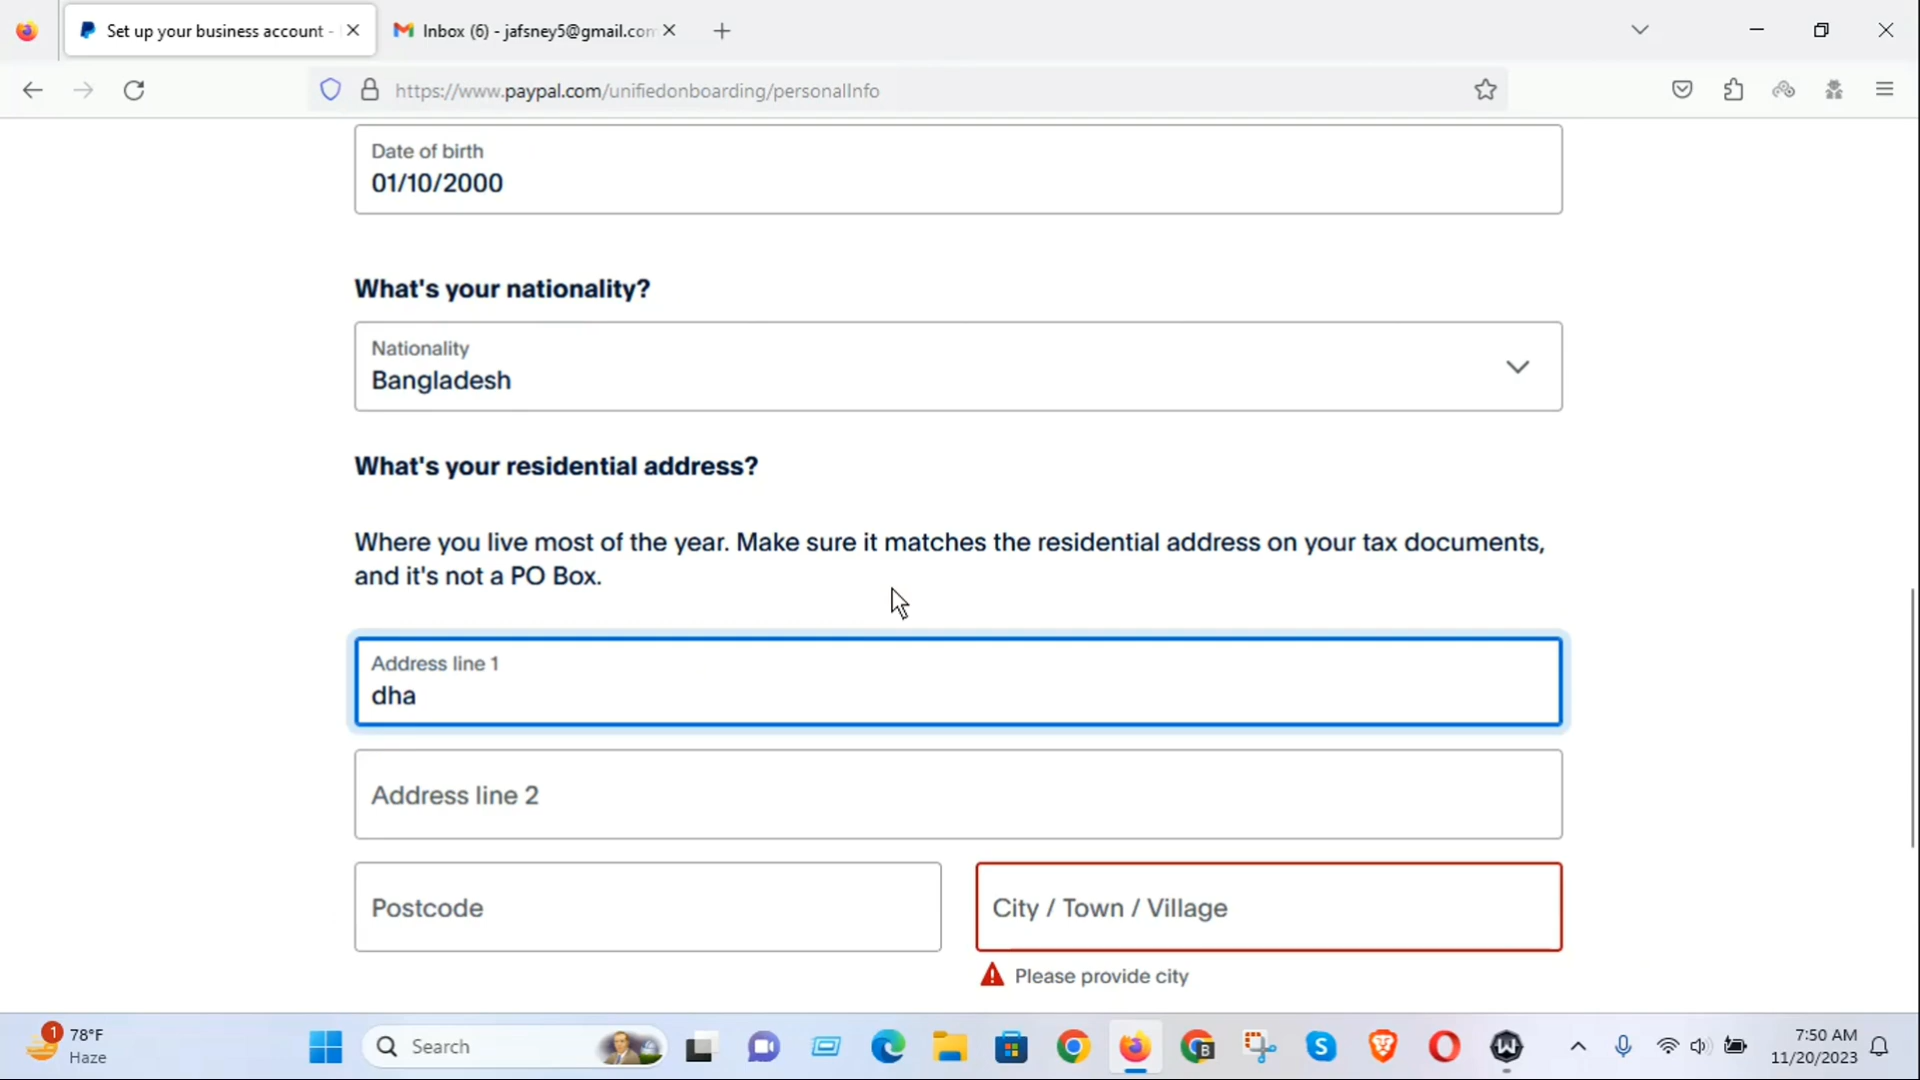 Set up your business account -
Inbox (6) - jafsney5@gmail.com
https://www.paypal.com/unifiedonboarding/personalInfo
Date of birth
01/10/2000
What's your nationality?
Nationality
Bangladesh
What's your residential address?
Where you live most of the year. Make sure it matches the residential address on your tax documents,
and it's not a PO Box.
Address line 1
dha
Address line 2
Postcode
City / Town / Village
Please provide city
1
78°F
Haze
Search
7:50 AM
11/20/2023